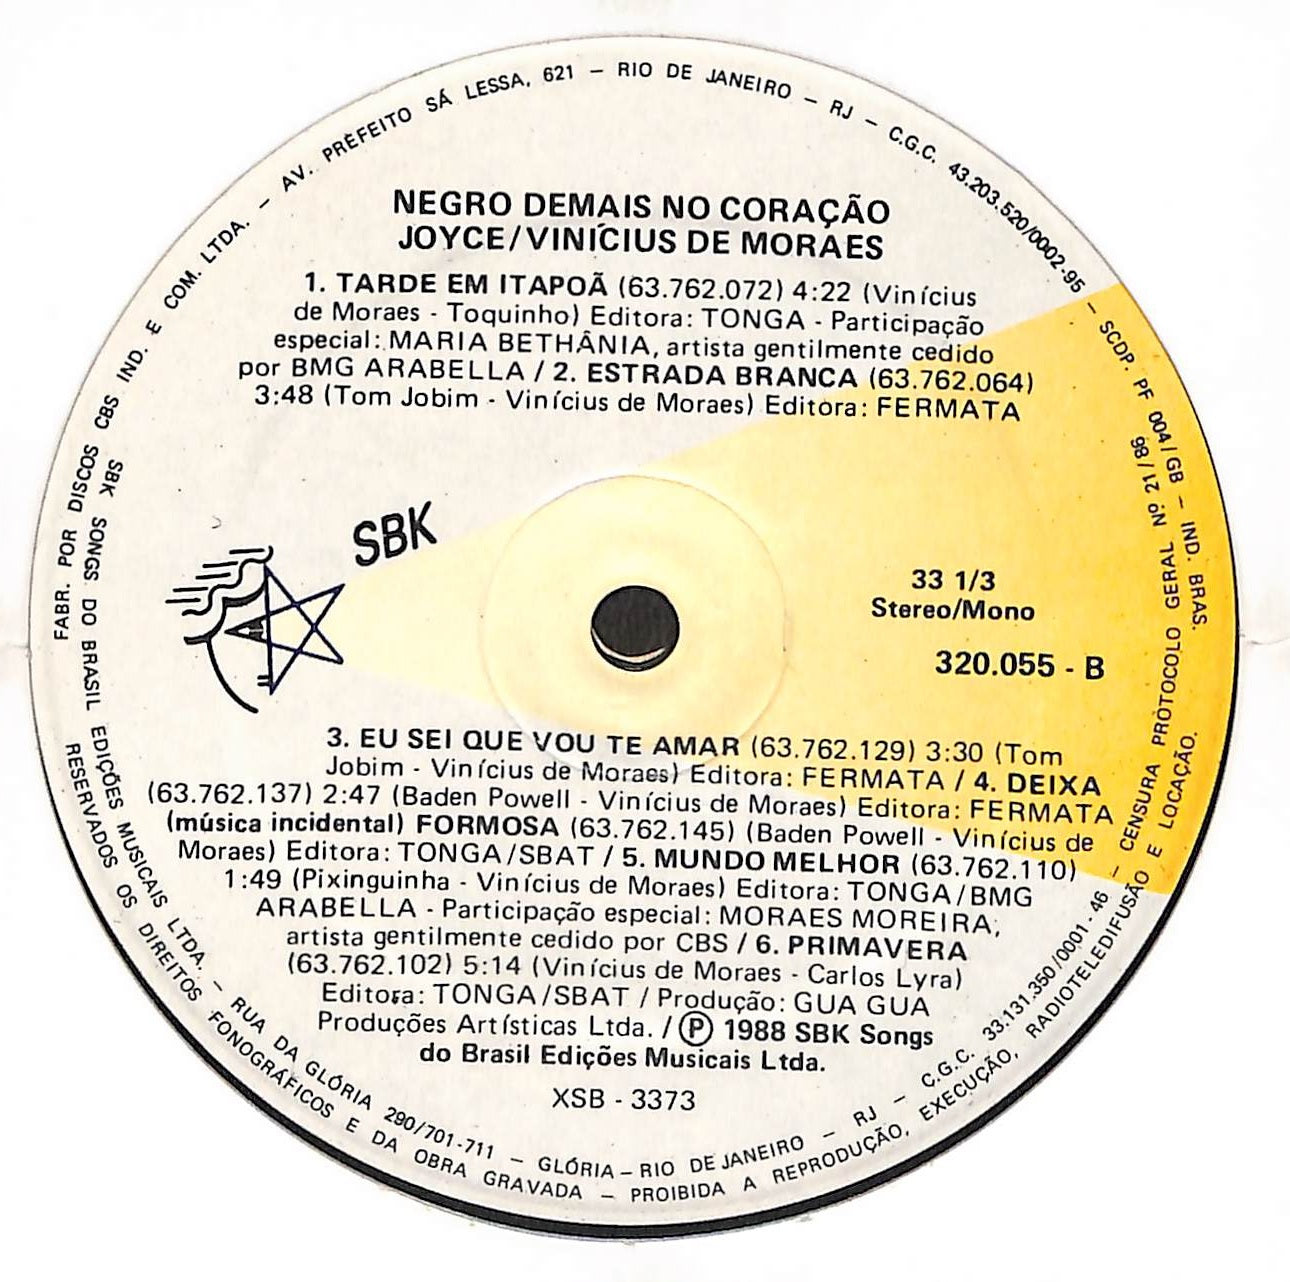 FABR. POR DISCOS CBS IND. E COM. LTDA. – AV. PREFEITO SÁ LESSA, 621 – RIO DE JANEIRO – RJ – C.G.C. 43.203.520/0002-95 – SCDP. PF 004/GB – IND. BRAS.
SBK SONGS DO BRASIL EDIÇÕES MUSICAIS LTDA. – RUA DA GLÓRIA 290/701-711 – GLÓRIA – RIO DE JANEIRO – RJ – C.G.C. 33.131.350/0001-46 – CENSURA PROTOCOLO GERAL Nº 21/86
RESERVADOS OS DIREITOS FONOGRÁFICOS E DA OBRA GRAVADA – PROIBIDA A REPRODUÇÃO, EXECUÇÃO, RADIOTELEDIFUSÃO E LOCAÇÃO.
NEGRO DEMAIS NO CORAÇÃO
JOYCE/VINÍCIUS DE MORAES
1. TARDE EM ITAPOÃ (63.762.072) 4:22 (Vinícius
de Moraes - Toquinho) Editora: TONGA - Participação
especial: MARIA BETHÂNIA, artista gentilmente cedido
por BMG ARABELLA / 2. ESTRADA BRANCA (63.762.064)
3:48 (Tom Jobim - Vinícius de Moraes) Editora: FERMATA
SBK
33 1/3
Stereo/Mono
320.055 - B
3. EU SEI QUE VOU TE AMAR (63.762.129) 3:30 (Tom
Jobim - Vinícius de Moraes) Editora: FERMATA / 4. DEIXA
(63.762.137) 2:47 (Baden Powell - Vinícius de Moraes) Editora: FERMATA
(música incidental) FORMOSA (63.762.145) (Baden Powell - Vinícius de
Moraes) Editora: TONGA/SBAT / 5. MUNDO MELHOR (63.762.110)
1:49 (Pixinguinha - Vinícius de Moraes) Editora: TONGA/BMG
ARABELLA - Participação especial: MORAES MOREIRA,
artista gentilmente cedido por CBS / 6. PRIMAVERA
(63.762.102) 5:14 (Vinícius de Moraes - Carlos Lyra)
Editora: TONGA/SBAT / Produção: GUA GUA
Produções Artísticas Ltda. / Ⓟ 1988 SBK Songs
do Brasil Edições Musicais Ltda.
XSB - 3373